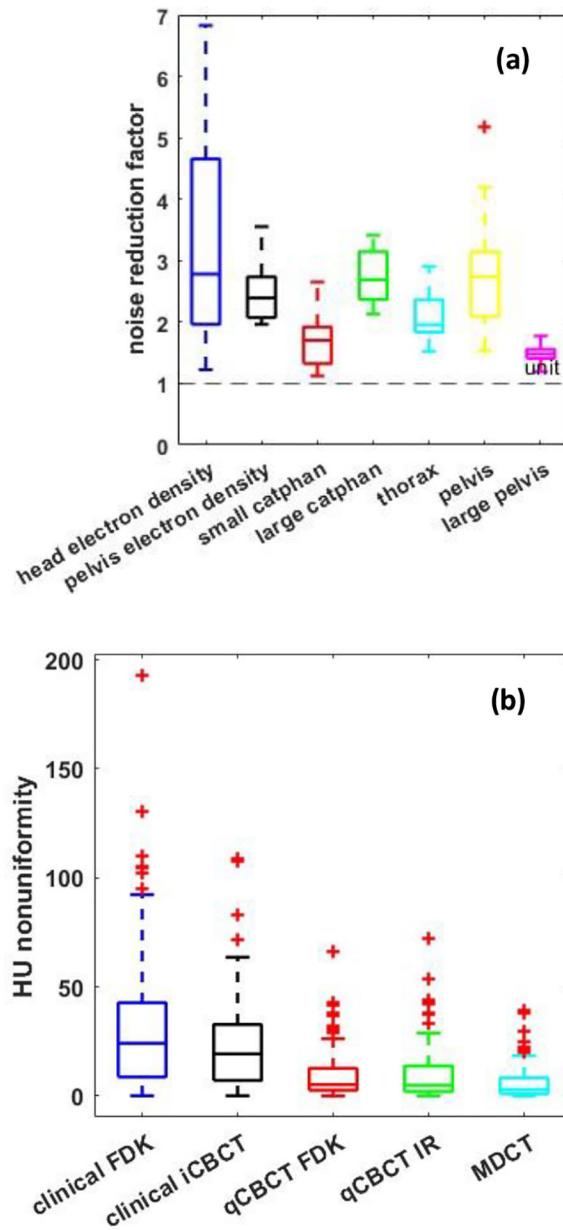 (a)
noise reduction factor
7
6
5
4
3
2
1
0
unit
head electron density
pelvis electron density
small catphan
large catphan
thorax
pelvis
large pelvis
(b)
HU nonuniformity
200
150
100
50
0
clinical FDK
clinical iCBCT
qCBCT FDK
qCBCT IR
MDCT